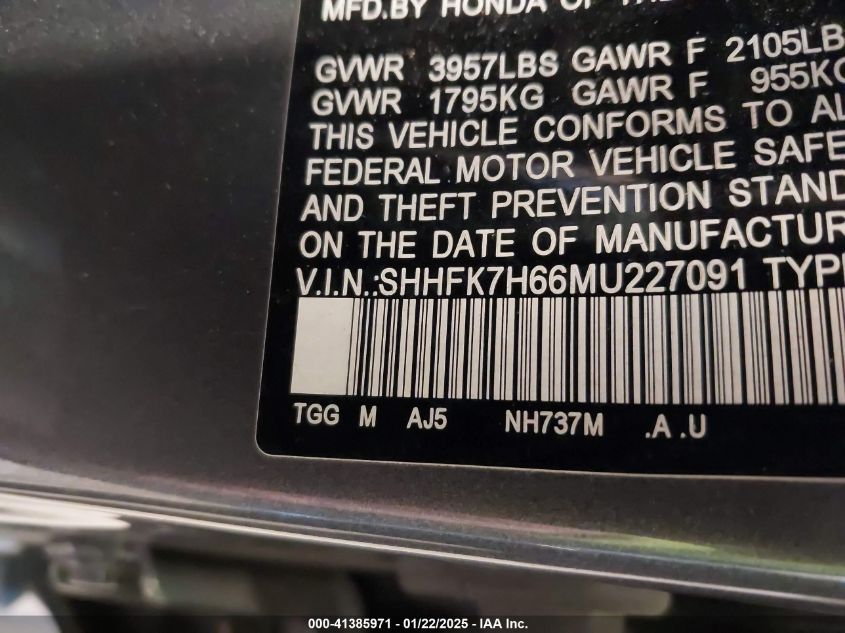 MFD.BY HONDA OF THE
GVWR 3957LBS GAWR F 2105LB
GVWR 1795KG GAWR F 955KG
THIS VEHICLE CONFORMS TO AL
FEDERAL MOTOR VEHICLE SAFE
AND THEFT PREVENTION STAND
ON THE DATE OF MANUFACTUR
V.I.N.:SHHFK7H66MU227091 TYPE
TGG M AJ5 NH737M .A .U
000-41385971 / 01/22/2025 - IAA Inc.